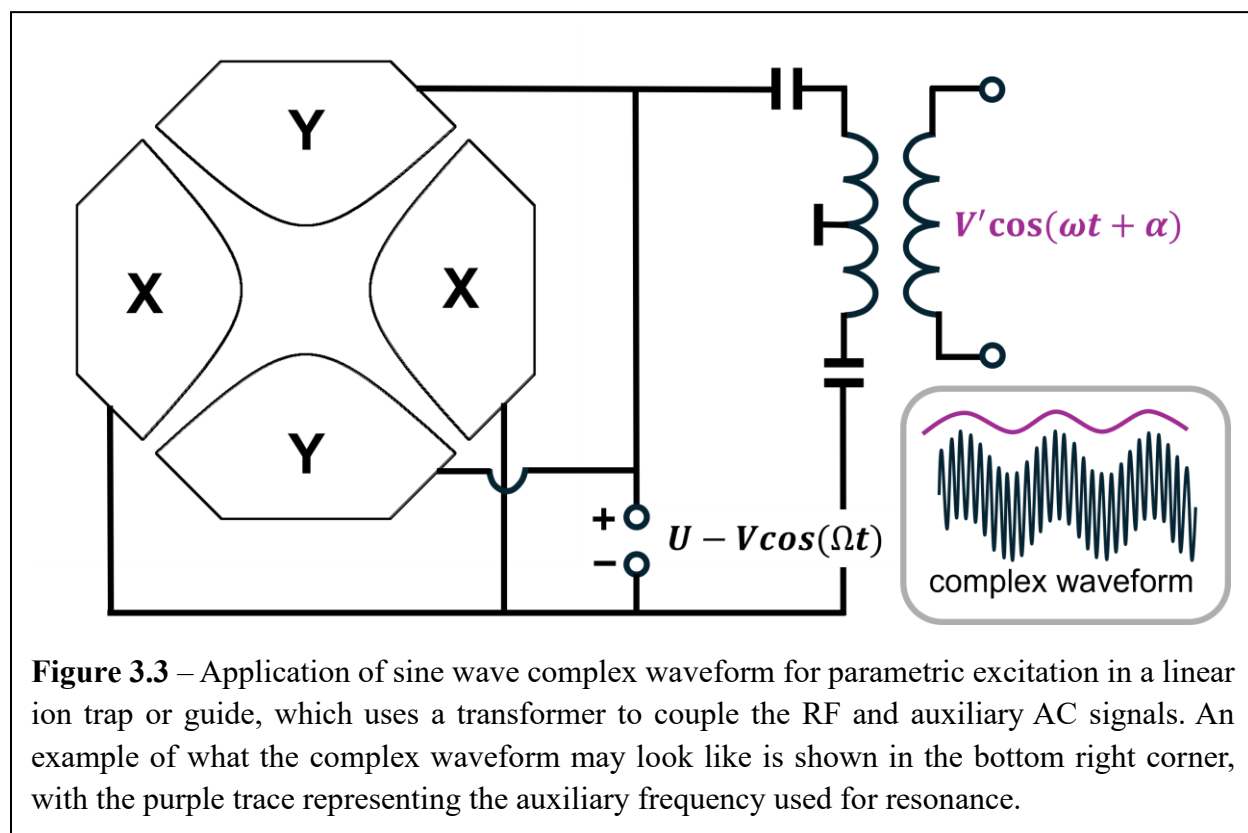 Y
X
X
Y
V′cos(ωt + α)
+
−
U − Vcos(Ωt)
complex waveform
Figure 3.3 – Application of sine wave complex waveform for parametric excitation in a linear
ion trap or guide, which uses a transformer to couple the RF and auxiliary AC signals. An
example of what the complex waveform may look like is shown in the bottom right corner,
with the purple trace representing the auxiliary frequency used for resonance.